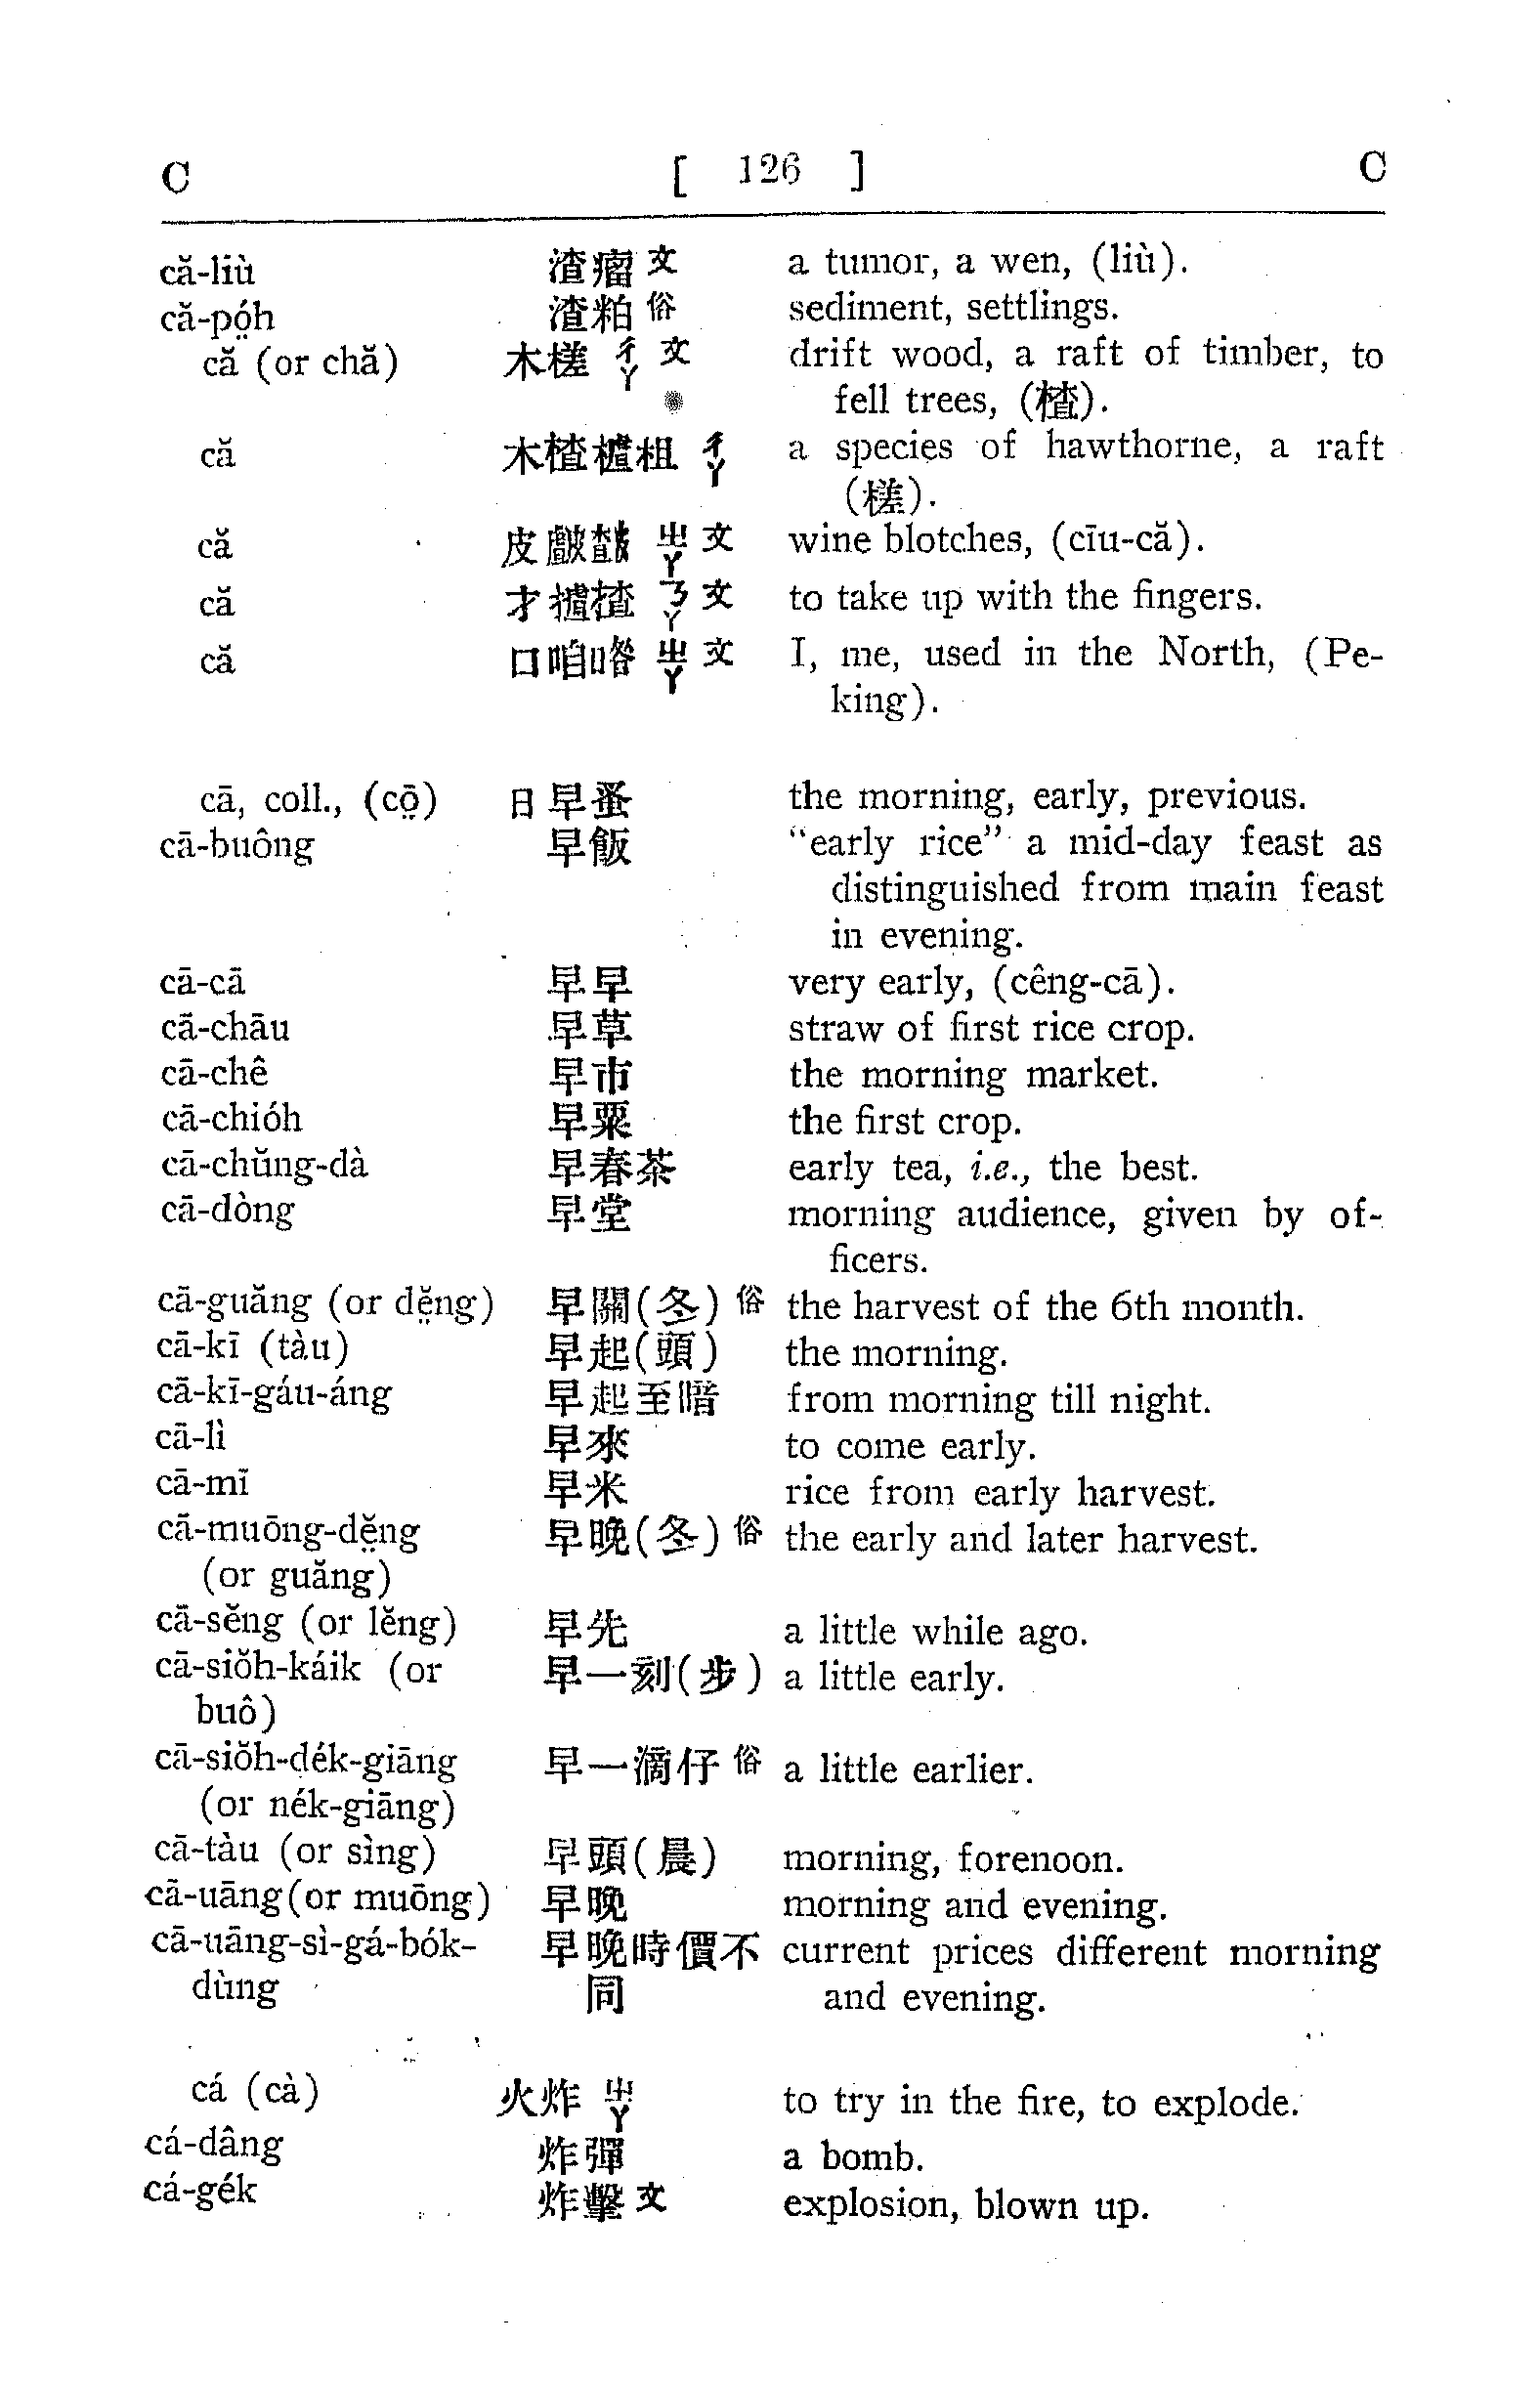 C [ 126 ] C
că-liù 渣瘤文 a tumor, a wen, (liù).
că-pó̤h 渣粕俗 sediment, settlings.
că (or chă) 木槎 ㄔㄚ 文 drift wood, a raft of timber, to
fell trees, (楂).
că 木楂樝柤 ㄔㄚ a species of hawthorne, a raft
(槎).
că 皮皻䵙 ㄓㄚ 文 wine blotches, (cīu-că).
că 才摣揸 ㄋㄚ 文 to take up with the fingers.
că 口咱喒 ㄓㄚ 文 I, me, used in the North, (Pe-
king).
cā, coll., (cō̤) 日早蚤 the morning, early, previous.
cā-buông 早飯 “early rice” a mid-day feast as
distinguished from main feast
in evening.
cā-cā 早早 very early, (cêng-cā).
cā-chāu 早草 straw of first rice crop.
cā-chê 早市 the morning market.
cā-chióh 早粟 the first crop.
cā-chŭng-dà 早春茶 early tea, i.e., the best.
cā-dòng 早堂 morning audience, given by of-
ficers.
cā-guăng (or dĕ̤ng) 早關(冬)俗 the harvest of the 6th month.
cā-kī (tàu) 早起(頭) the morning.
cā-kī-gáu-áng 早起至暗 from morning till night.
cā-lì 早來 to come early.
cā-mī 早米 rice from early harvest.
cā-muōng-dĕ̤ng 早晚(冬)俗 the early and later harvest.
(or guăng)
cā-sĕng (or lĕng) 早先 a little while ago.
cā-siŏh-káik (or 早一刻(步) a little early.
buô)
cā-siŏh-dék-giāng 早一滴仔俗 a little earlier.
(or nék-giāng)
cā-tàu (or sìng) 早頭(晨) morning, forenoon.
cā-uāng(or muōng) 早晚 morning and evening.
cā-uāng-sì-gá-bók- 早晚時價不 current prices different morning
dùng 同 and evening.
cá (cà) 火炸 ㄓㄚ to try in the fire, to explode.
cá-dâng 炸彈 a bomb.
cá-gék 炸擊文 explosion, blown up.